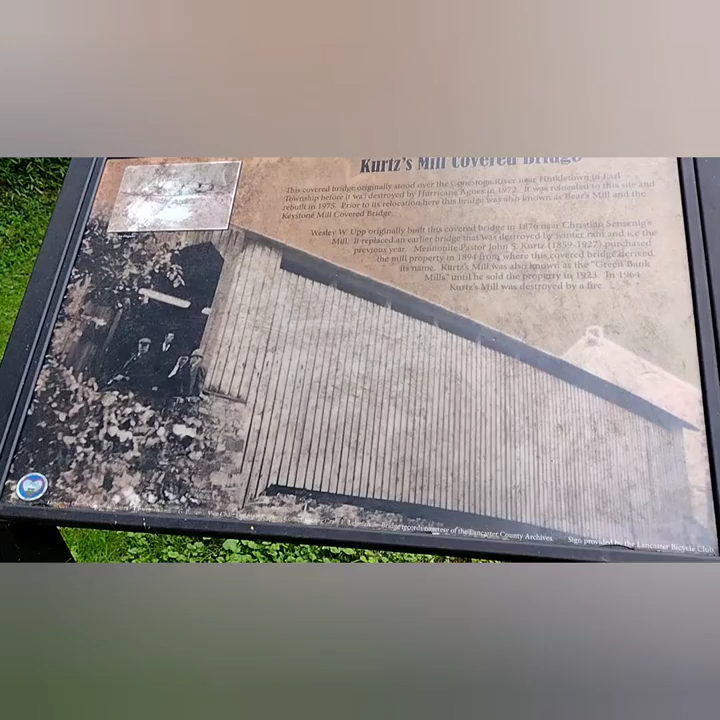 Kurtz's Mill Covered Bridge
This covered bridge originally stood over the Conestoga River near Hinkletown in Earl
Township before it was destroyed by Hurricane Agnes in 1972. It was relocated to this site and
rebuilt in 1975. Prior to its relocation here this bridge was also known as Bear's Mill and the
Keystone Mill Covered Bridge.
Wesley W. Upp originally built this covered bridge in 1876 near Christian Sensenig's
Mill. It replaced an earlier bridge that was destroyed by winter rain and ice the
previous year. Mennonite Pastor John S. Kurtz (1859-1927) purchased
the mill property in 1894 from where this covered bridge derived
its name. Kurtz's Mill was also known as the "Green Bank
Mills" until he sold the property in 1923. In 1964
Kurtz's Mill was destroyed by a fire.
Bridge records courtesy of the Lancaster County Archives
Sign provided by the Lancaster Bicycle Club